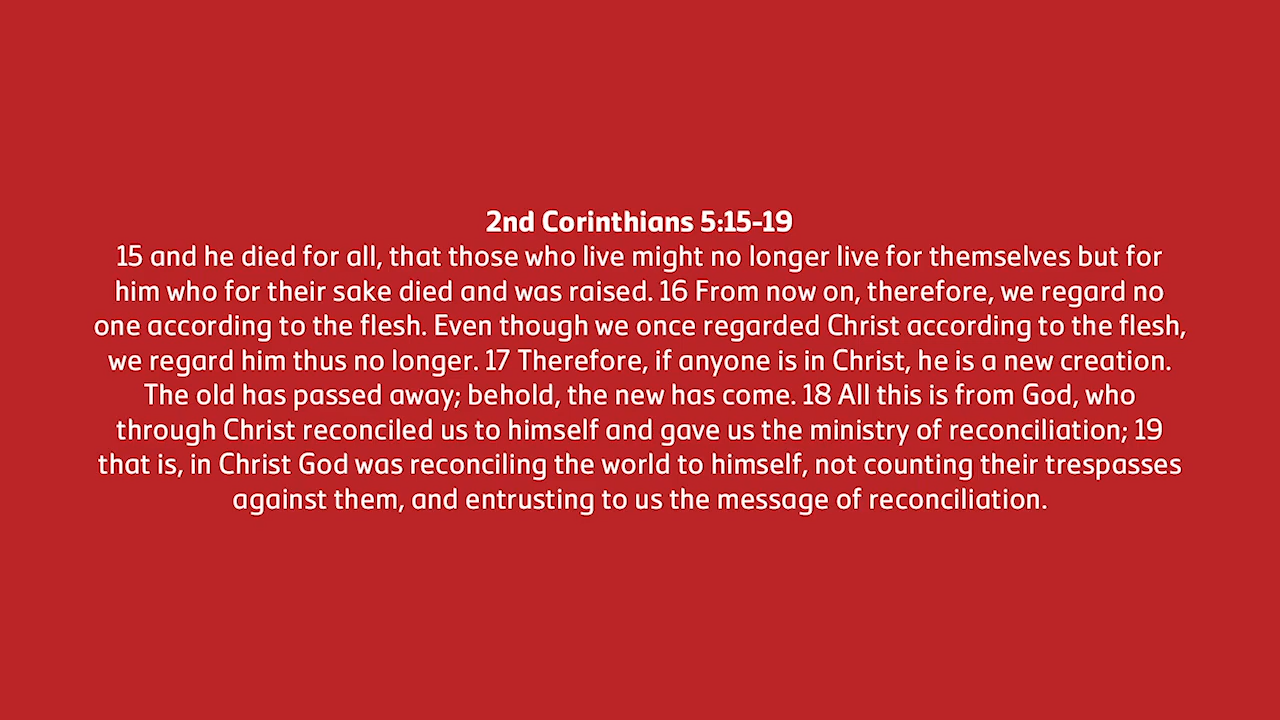 2nd Corinthians 5:15-19
15 and he died for all, that those who live might no longer live for themselves but for
him who for their sake died and was raised. 16 From now on, therefore, we regard no
one according to the flesh. Even though we once regarded Christ according to the flesh,
we regard him thus no longer. 17 Therefore, if anyone is in Christ, he is a new creation.
The old has passed away; behold, the new has come. 18 All this is from God, who
through Christ reconciled us to himself and gave us the ministry of reconciliation; 19
that is, in Christ God was reconciling the world to himself, not counting their trespasses
against them, and entrusting to us the message of reconciliation.